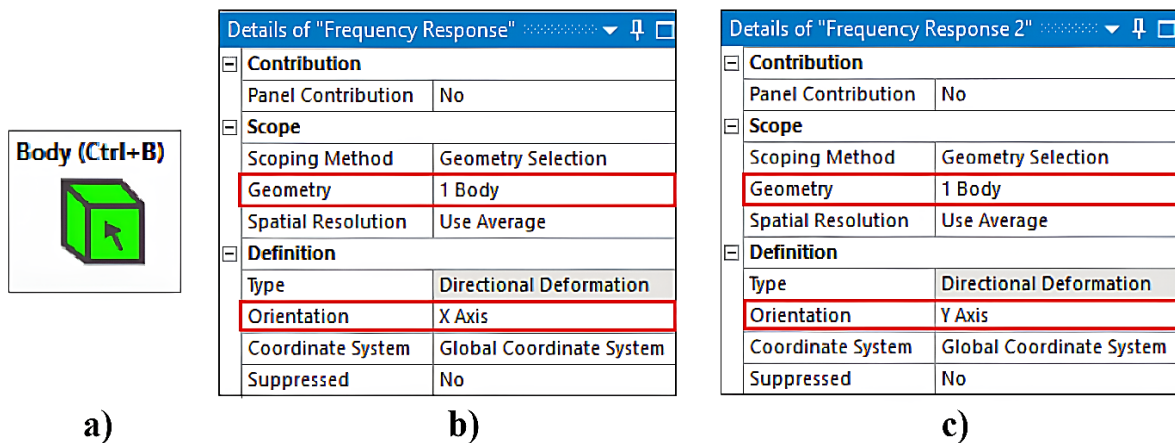 Body (Ctrl+B)
a)
Details of "Frequency Response"
Contribution
Panel Contribution No
Scope
Scoping Method Geometry Selection
Geometry 1 Body
Spatial Resolution Use Average
Definition
Type Directional Deformation
Orientation X Axis
Coordinate System Global Coordinate System
Suppressed No
b)
Details of "Frequency Response 2"
Contribution
Panel Contribution No
Scope
Scoping Method Geometry Selection
Geometry 1 Body
Spatial Resolution Use Average
Definition
Type Directional Deformation
Orientation Y Axis
Coordinate System Global Coordinate System
Suppressed No
c)